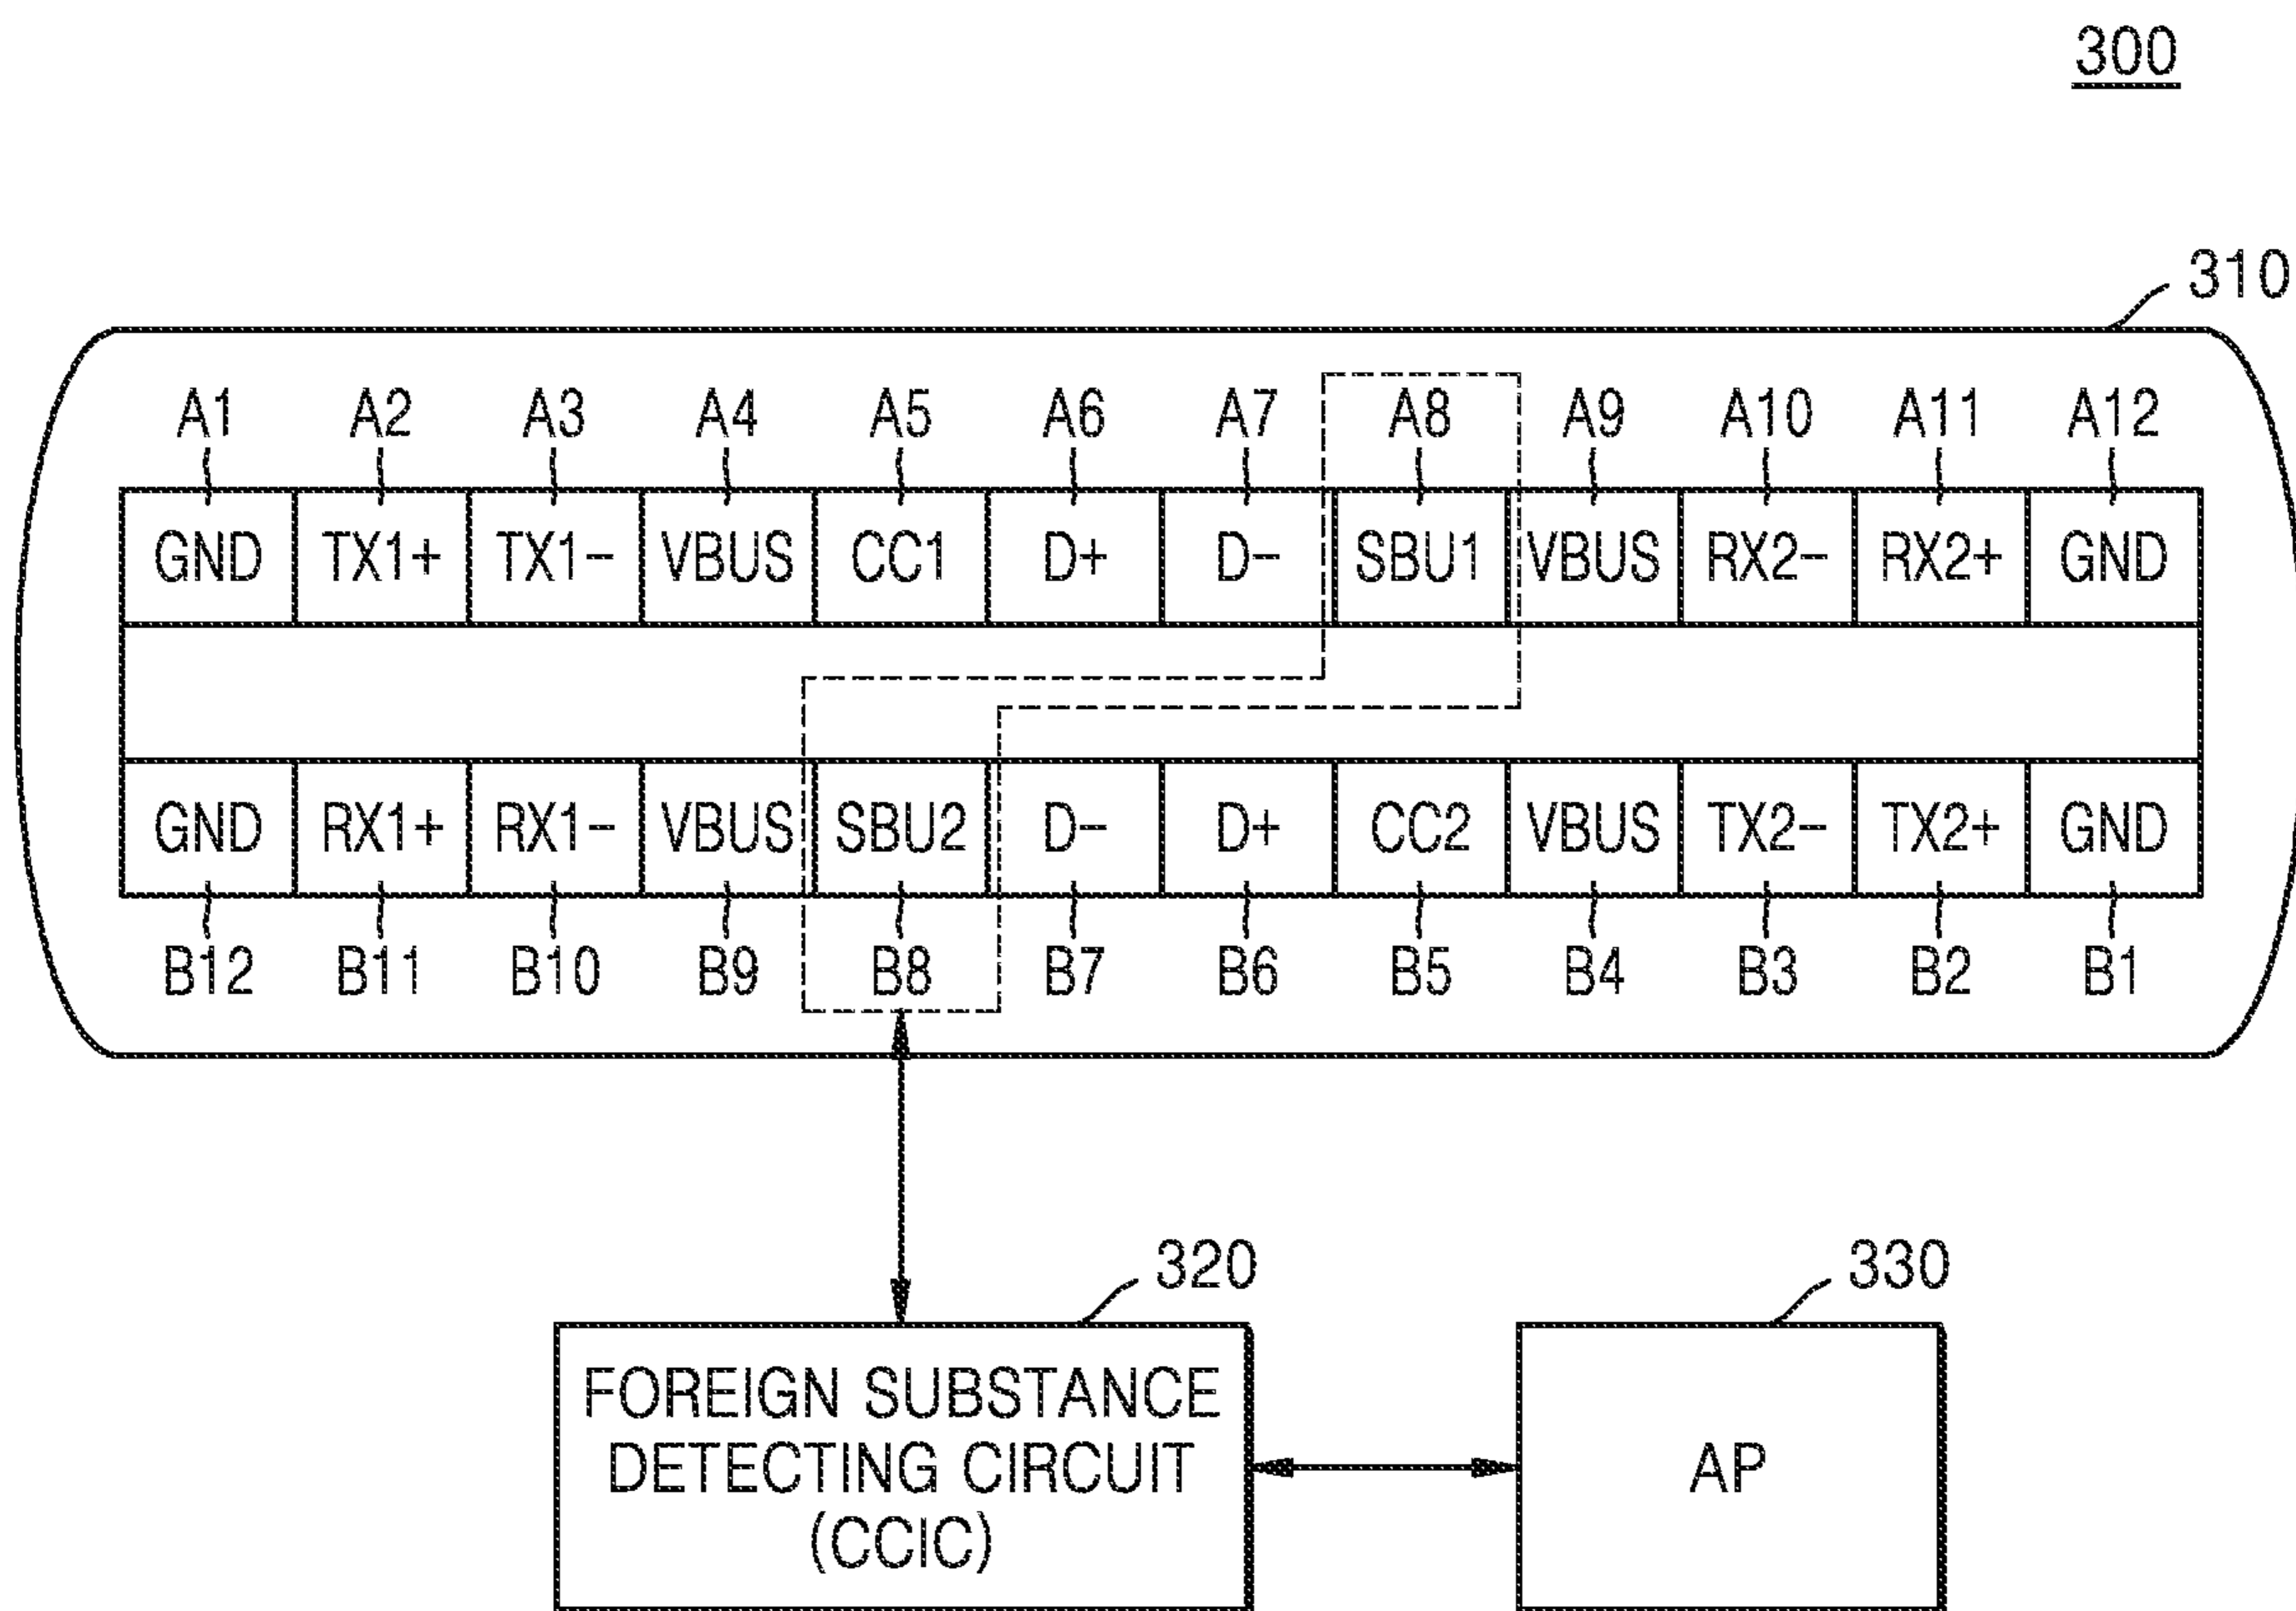 300
310
A1 A2 A3 A4 A5 A6 A7 A8 A9 A10 A11 A12
GND TX1+ TX1- VBUS CC1 D+ D- SBU1 VBUS RX2- RX2+ GND
GND RX1+ RX1- VBUS SBU2 D- D+ CC2 VBUS TX2- TX2+ GND
B12 B11 B10 B9 B8 B7 B6 B5 B4 B3 B2 B1
320 330
FOREIGN SUBSTANCE
DETECTING CIRCUIT
(CCIC)
AP